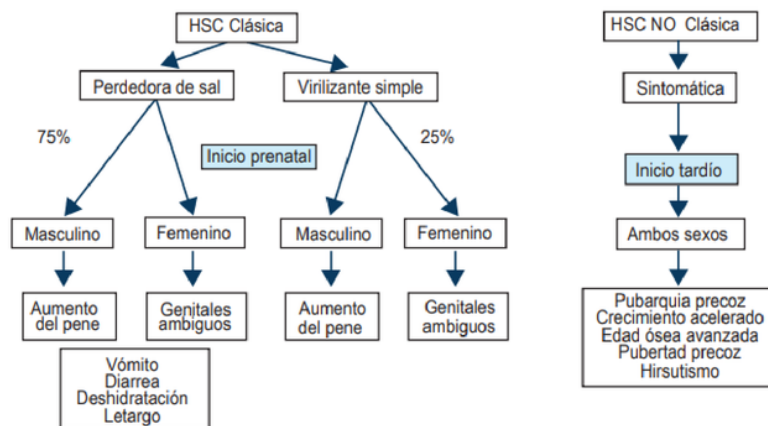 HSC Clásica
Perdedora de sal
Virilizante simple
75%
25%
Inicio prenatal
Masculino
Femenino
Masculino
Femenino
Aumento
del pene
Genitales
ambiguos
Aumento
del pene
Genitales
ambiguos
Vómito
Diarrea
Deshidratación
Letargo
HSC NO Clásica
Sintomática
Inicio tardío
Ambos sexos
Pubarquia precoz
Crecimiento acelerado
Edad ósea avanzada
Pubertad precoz
Hirsutismo